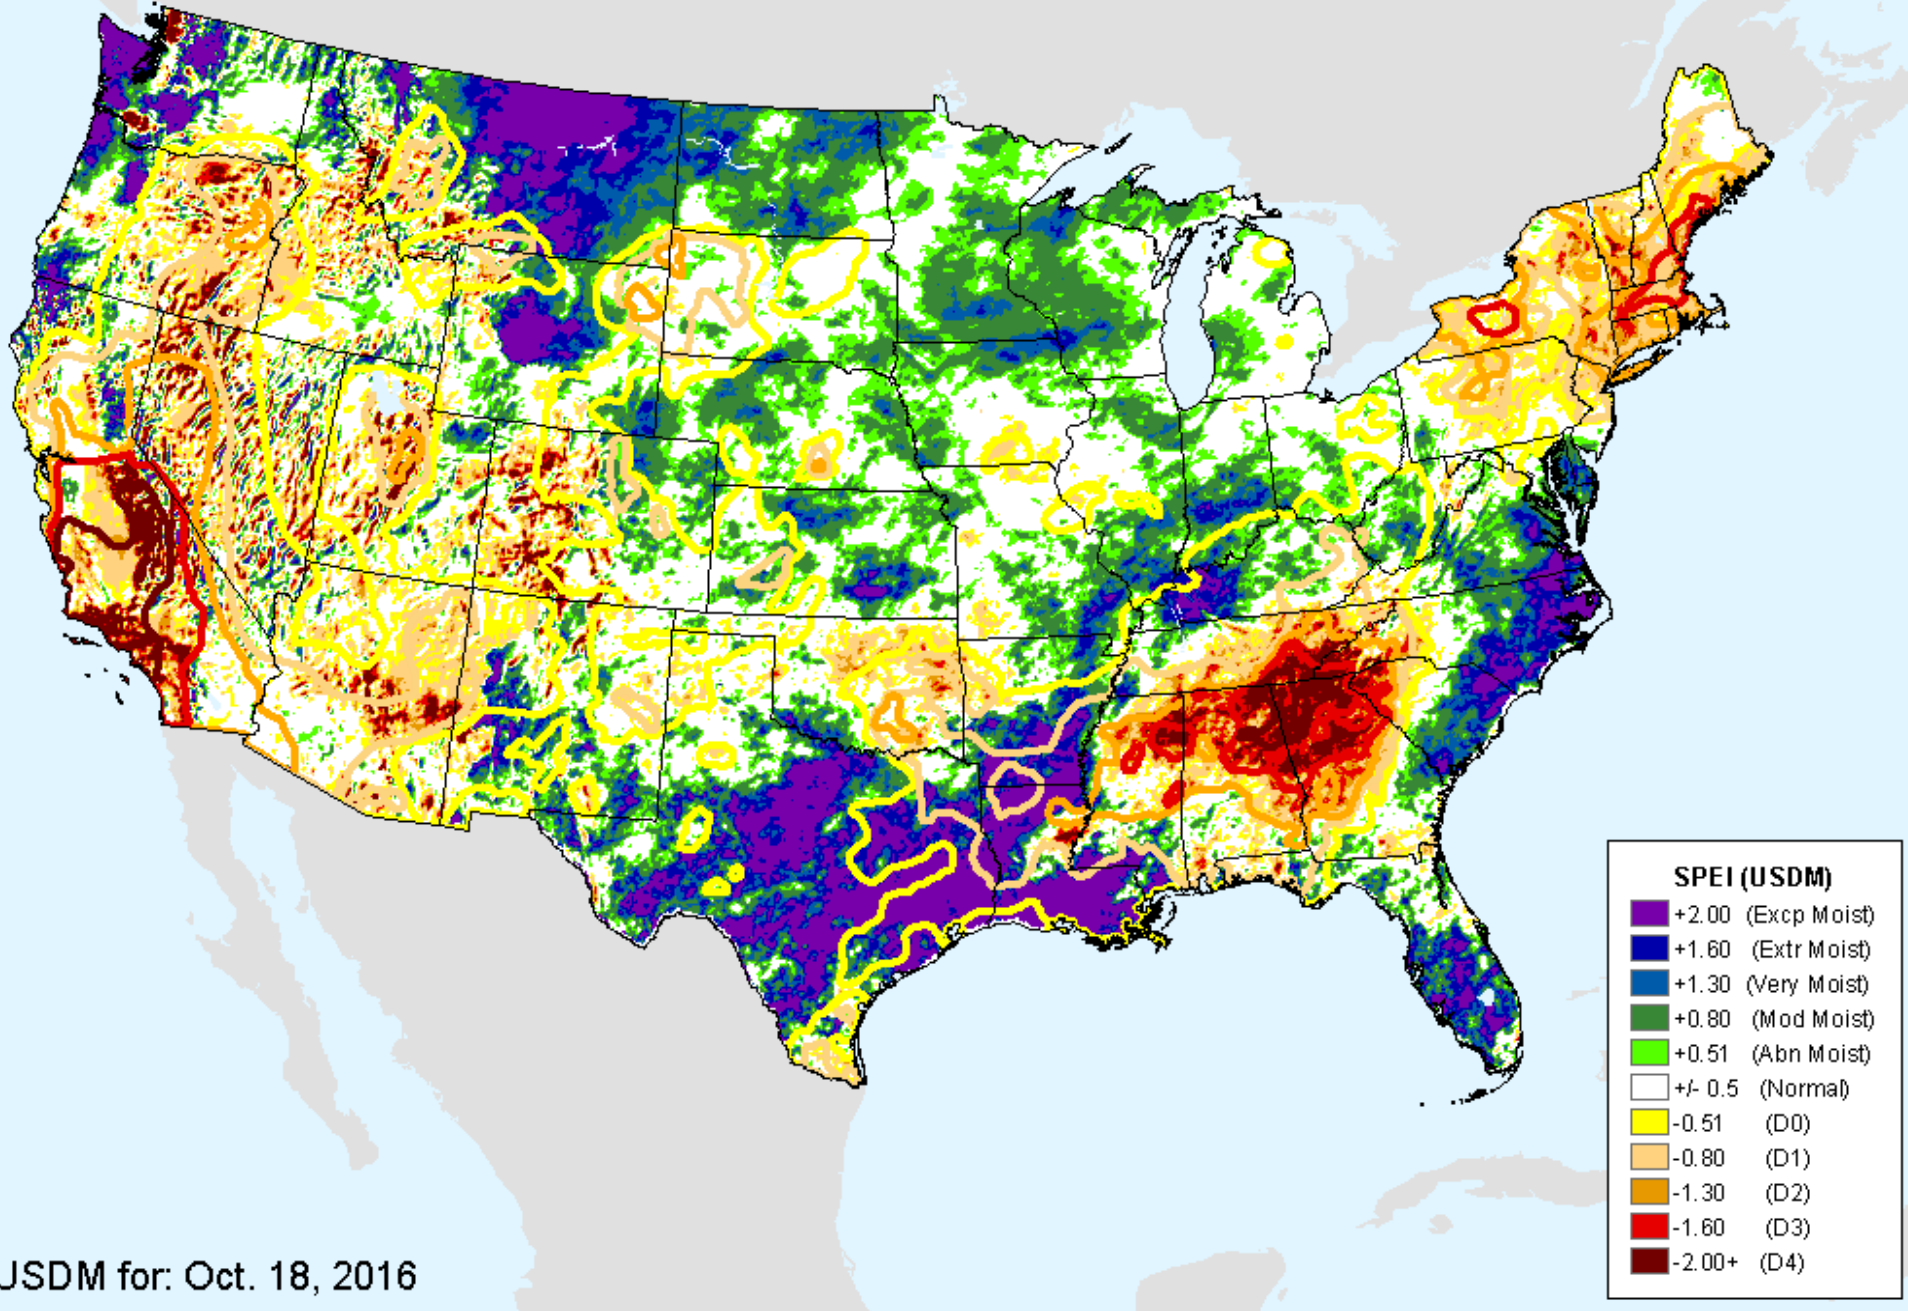 SPEI (USDM)
+2.00 (Excp Moist)
+1.60 (Extr Moist)
+1.30 (Very Moist)
+0.80 (Mod Moist)
+0.51 (Abn Moist)
+/- 0.5 (Normal)
-0.51 (D0)
-0.80 (D1)
-1.30 (D2)
-1.60 (D3)
-2.00+ (D4)
USDM for: Oct. 18, 2016